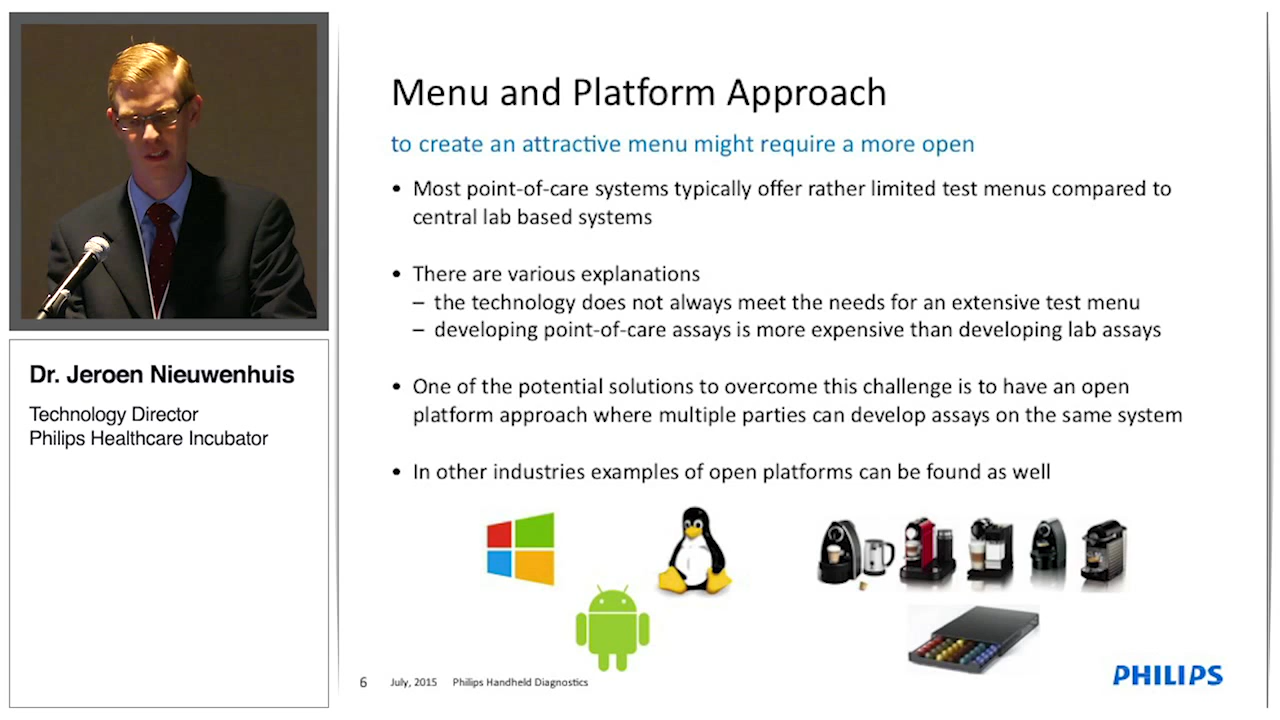 Menu and Platform Approach
to create an attractive menu might require a more open
• Most point-of-care systems typically offer rather limited test menus compared to
central lab based systems
• There are various explanations
– the technology does not always meet the needs for an extensive test menu
– developing point-of-care assays is more expensive than developing lab assays
• One of the potential solutions to overcome this challenge is to have an open
platform approach where multiple parties can develop assays on the same system
• In other industries examples of open platforms can be found as well
Dr. Jeroen Nieuwenhuis
Technology Director
Philips Healthcare Incubator
6 July, 2015 Philips Handheld Diagnostics
PHILIPS